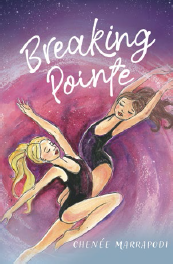 Breaking
Pointe
CHENÉE MARRAPODI